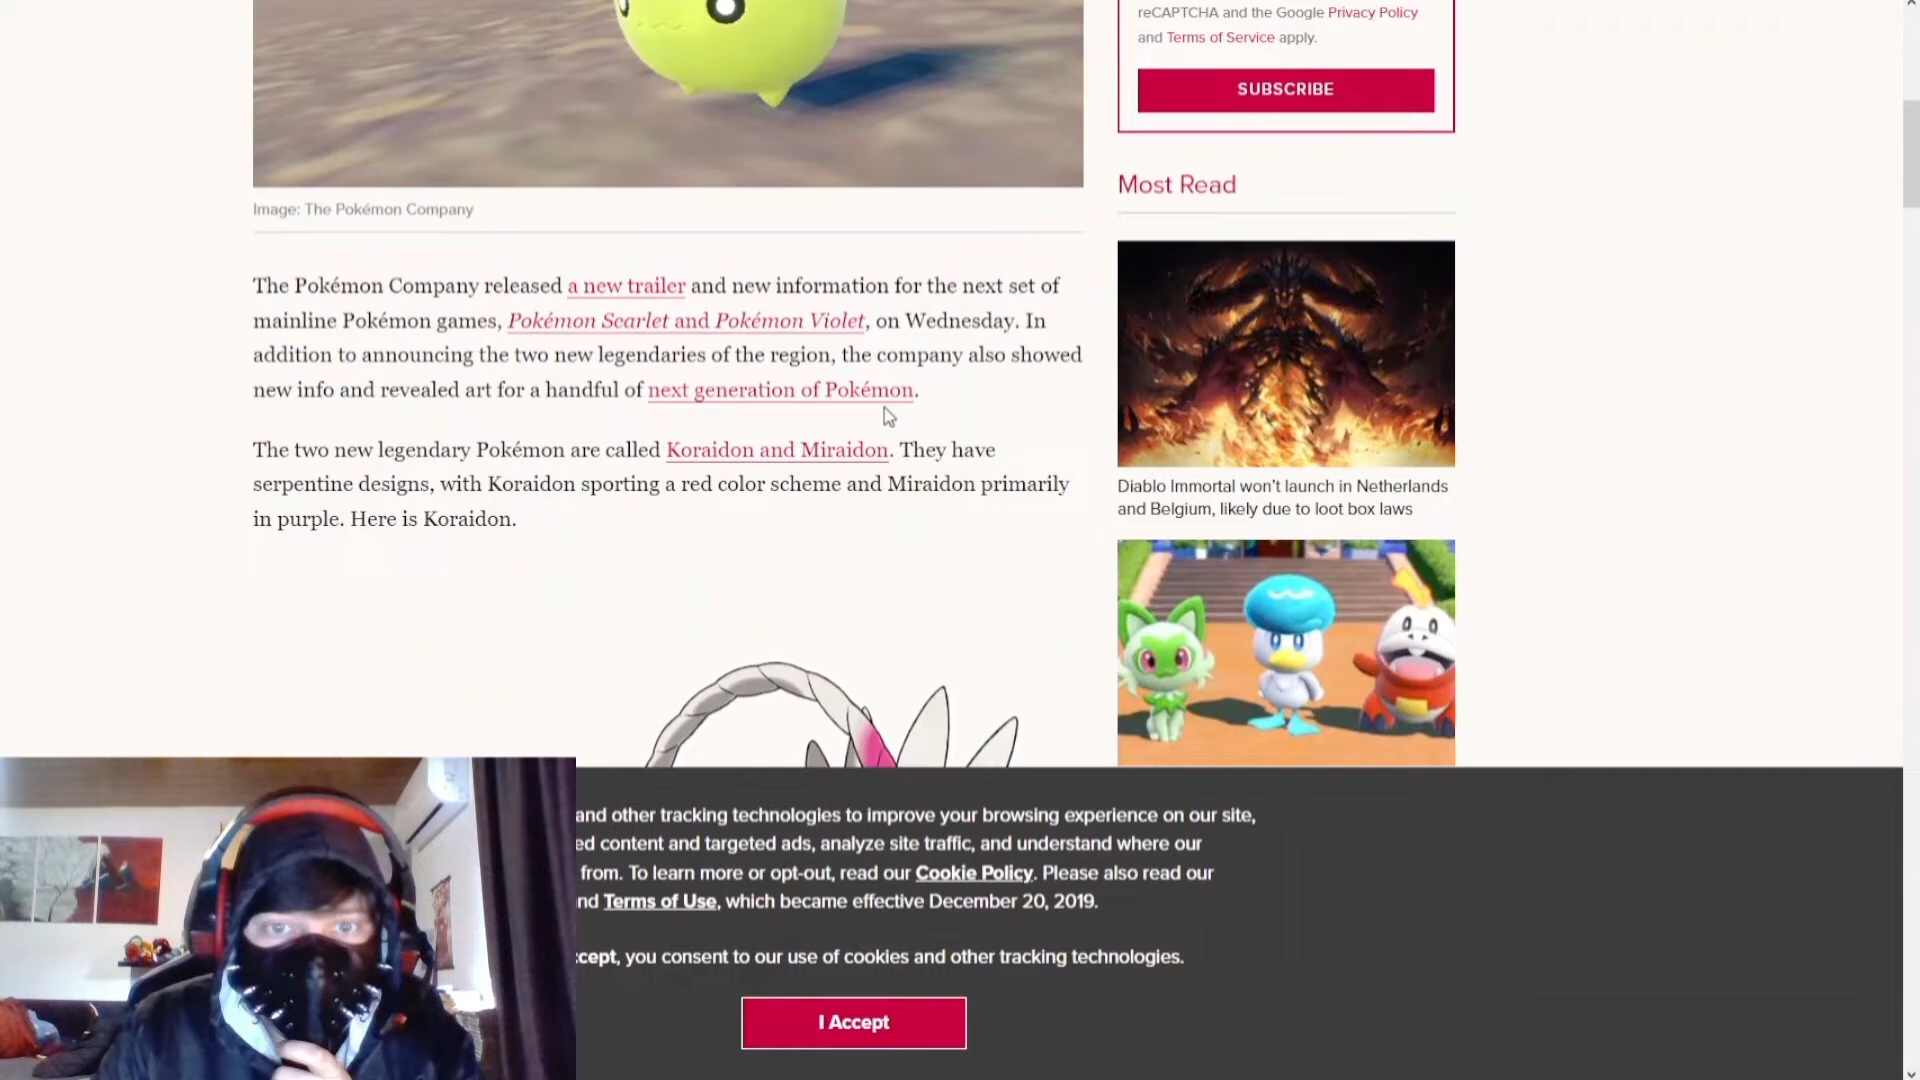 reCAPTCHA and the Google Privacy Policy
and Terms of Service apply.
SUBSCRIBE
Image: The Pokémon Company
The Pokémon Company released a new trailer and new information for the next set of
mainline Pokémon games, Pokémon Scarlet and Pokémon Violet, on Wednesday. In
addition to announcing the two new legendaries of the region, the company also showed
new info and revealed art for a handful of next generation of Pokémon.
The two new legendary Pokémon are called Koraidon and Miraidon. They have
serpentine designs, with Koraidon sporting a red color scheme and Miraidon primarily
in purple. Here is Koraidon.
Most Read
Diablo Immortal won't launch in Netherlands
and Belgium, likely due to loot box laws
and other tracking technologies to improve your browsing experience on our site,
ed content and targeted ads, analyze site traffic, and understand where our
from. To learn more or opt-out, read our Cookie Policy. Please also read our
nd Terms of Use, which became effective December 20, 2019.
ccept, you consent to our use of cookies and other tracking technologies.
I Accept